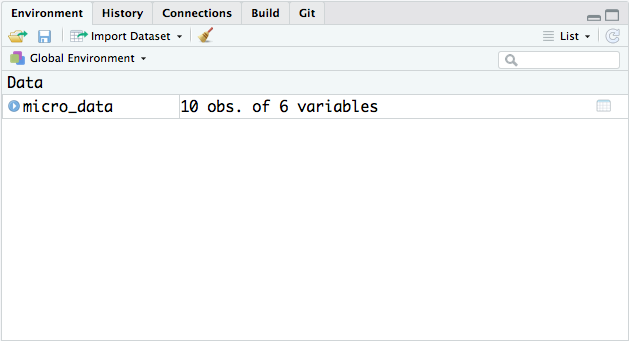 Environment History Connections Build Git
Import Dataset List
Global Environment
Data
micro_data 10 obs. of 6 variables